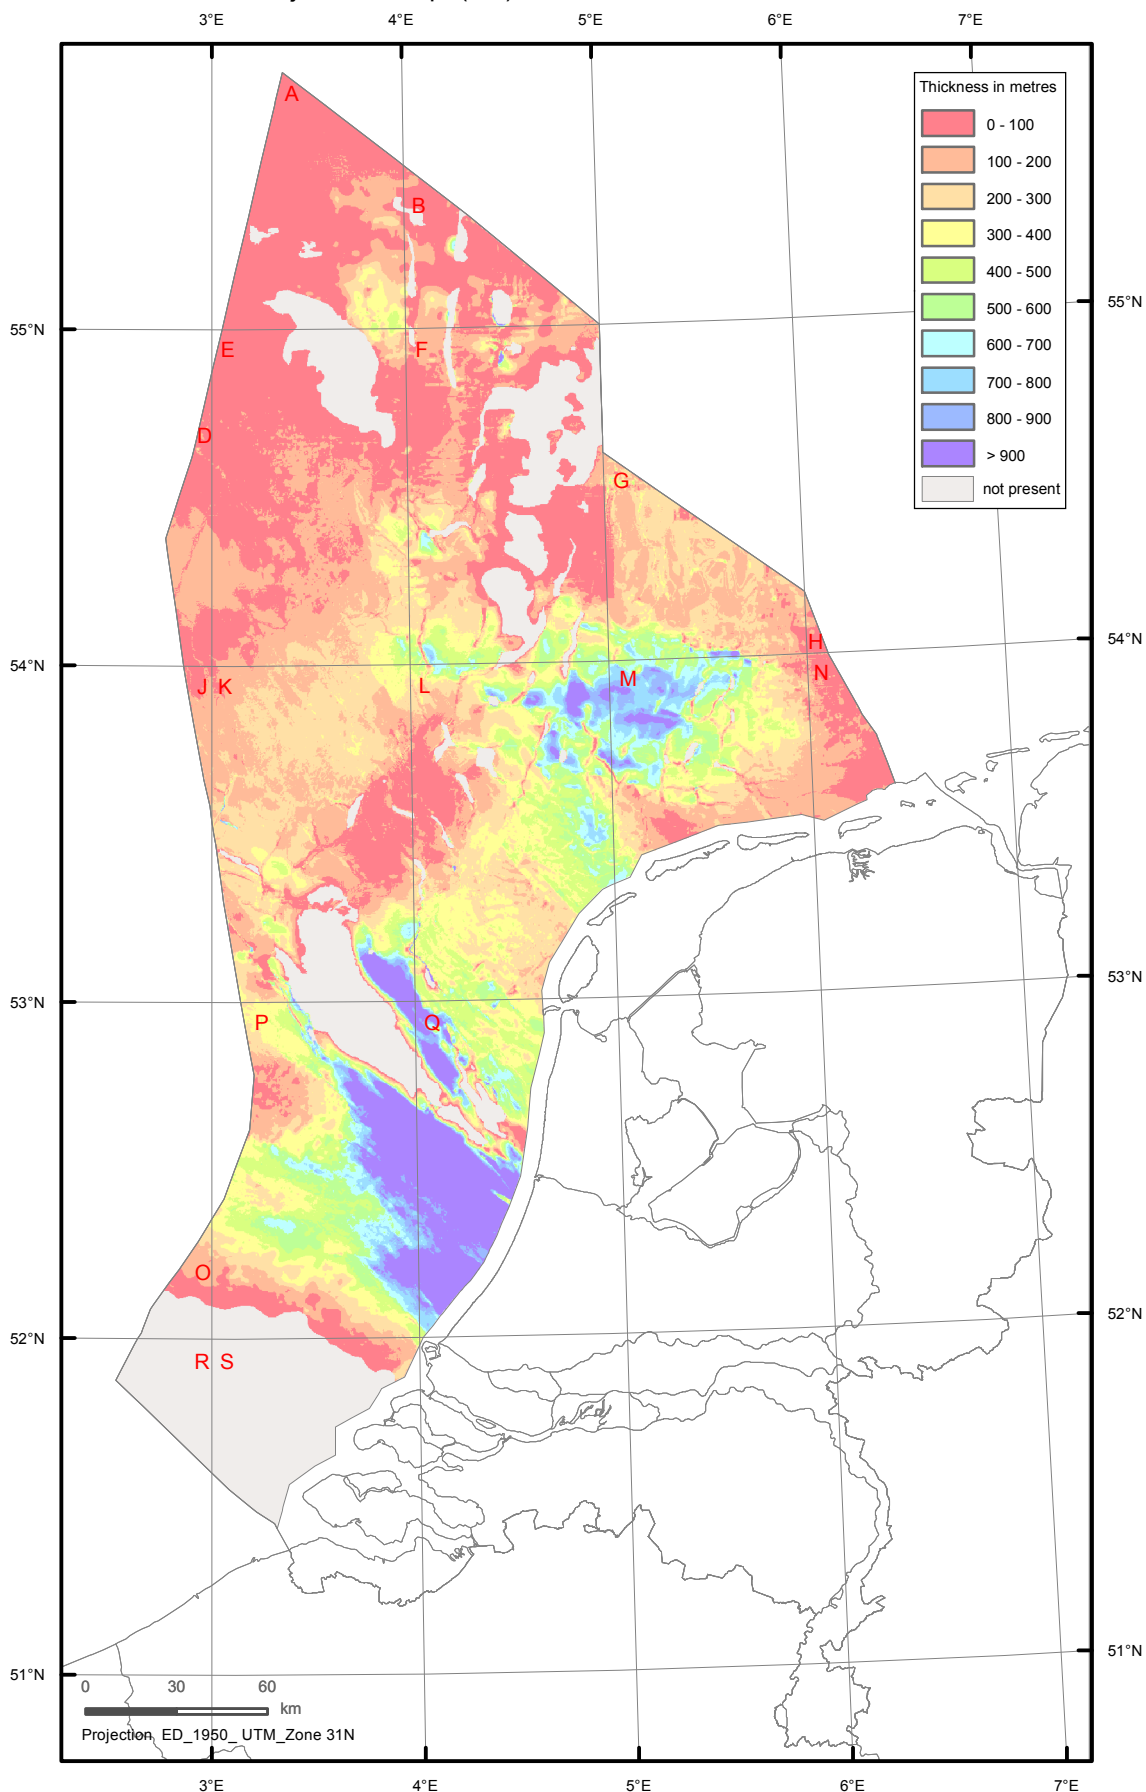 3°E 4°E 5°E 6°E 7°E
Thickness in metres
0 - 100
100 - 200
200 - 300
300 - 400
400 - 500
500 - 600
600 - 700
700 - 800
800 - 900
> 900
not present
A
B
55°N
55°N
E
F
D
G
54°N
54°N
H
J K
L
M
N
53°N
53°N
P
Q
O
52°N
52°N
R S
51°N
51°N
0 30 60
km
Projection ED_1950_ UTM_Zone 31N
3°E 4°E 5°E 6°E 7°E